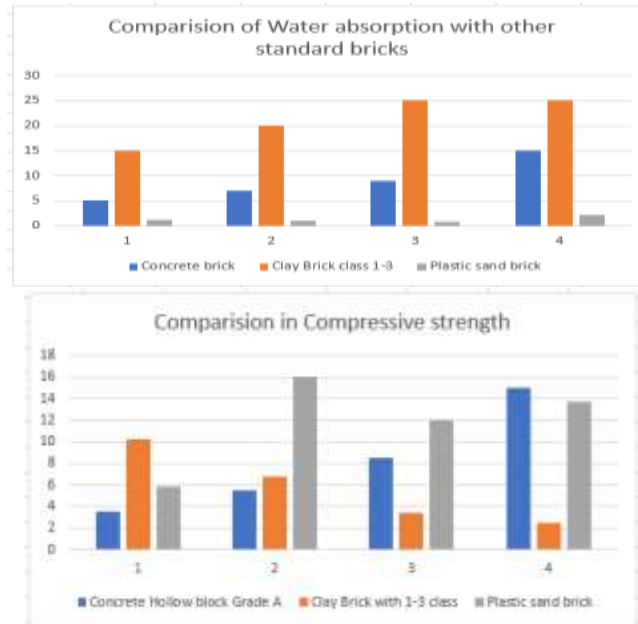 Comparision of Water absorption with other
standard bricks
30
25
20
15
10
5
0
1 2 3 4
Concrete brick Clay Brick class 1-3 Plastic sand brick
Comparision in Compressive strength
18
16
14
12
10
8
6
4
2
0
1 2 3 4
Concrete Hollow block Grade A Clay Brick with 1-3 class Plastic sand brick